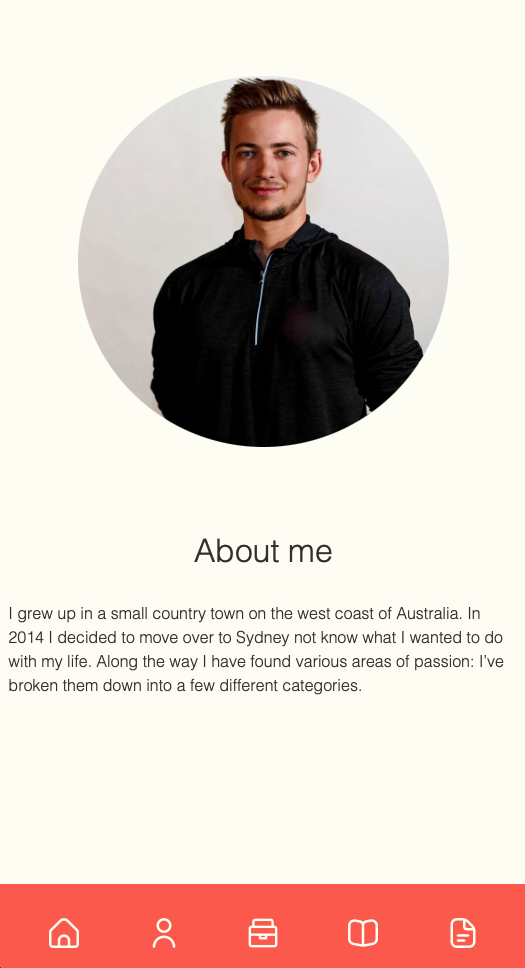 About me
I grew up in a small country town on the west coast of Australia. In
2014 I decided to move over to Sydney not know what I wanted to do
with my life. Along the way I have found various areas of passion: I’ve
broken them down into a few different categories.